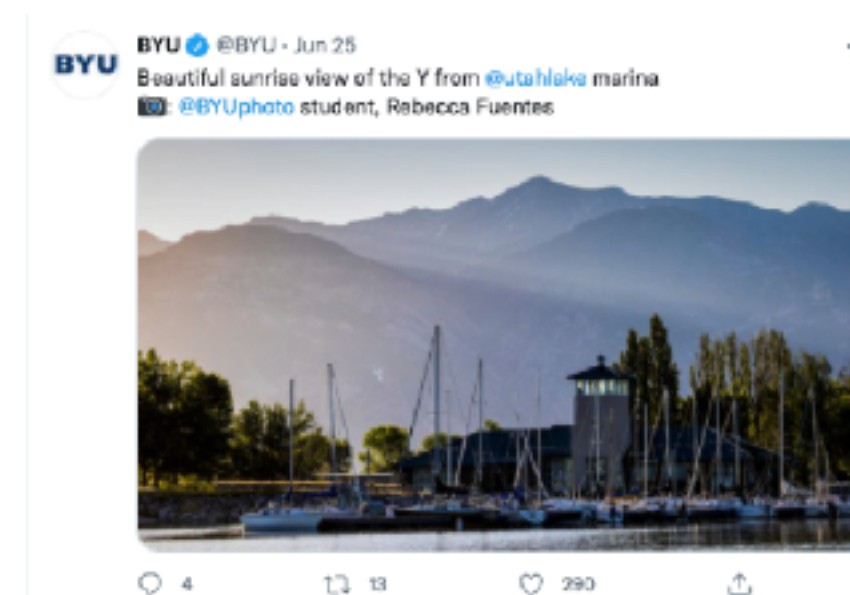 BYU @BYU · Jun 25
BYU
Beautiful sunrise view of the Y from @utahlake marina
: @BYUphoto student, Rebecca Fuentes
4 13 290